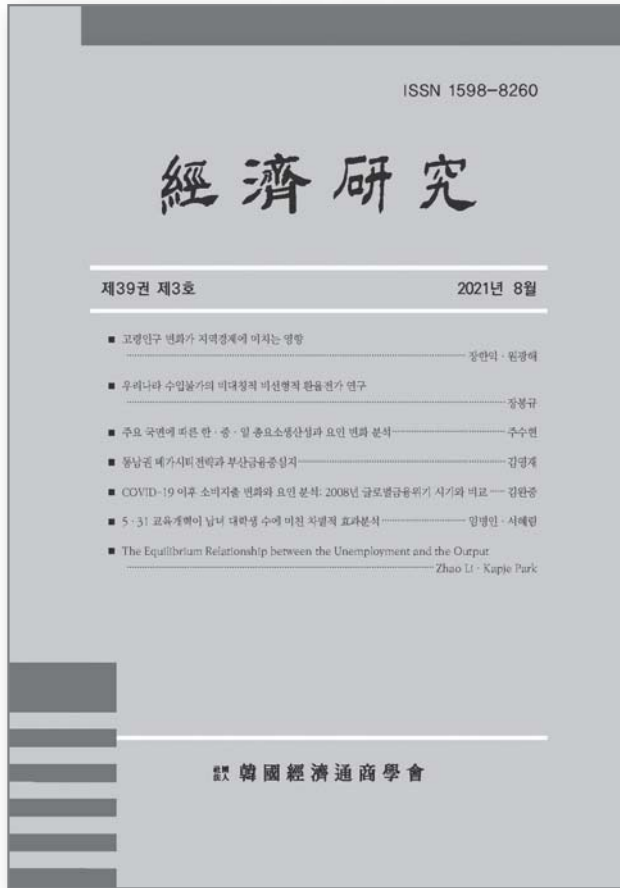 ISSN 1598-8260
經濟硏究
제39권 제3호 2021년 8월
■ 고령인구 변화가 지역경제에 미치는 영향
장한익 · 원광해
■ 우리나라 수입물가의 비대칭적 비선형적 환율전가 연구
장봉규
■ 주요 국면에 따른 한 · 중 · 일 총요소생산성과 요인 변화 분석 주수현
■ 동남권 메가시티전략과 부산금융중심지 김영재
■ COVID-19 이후 소비지출 변화와 요인 분석: 2008년 글로벌금융위기 시기와 비교 김완중
■ 5 · 31 교육개혁이 남녀 대학생 수에 미친 차별적 효과분석 임병인 · 서혜림
■ The Equilibrium Relationship between the Unemployment and the Output
Zhao Li · Kapje Park
社團法人 韓國經濟通商學會